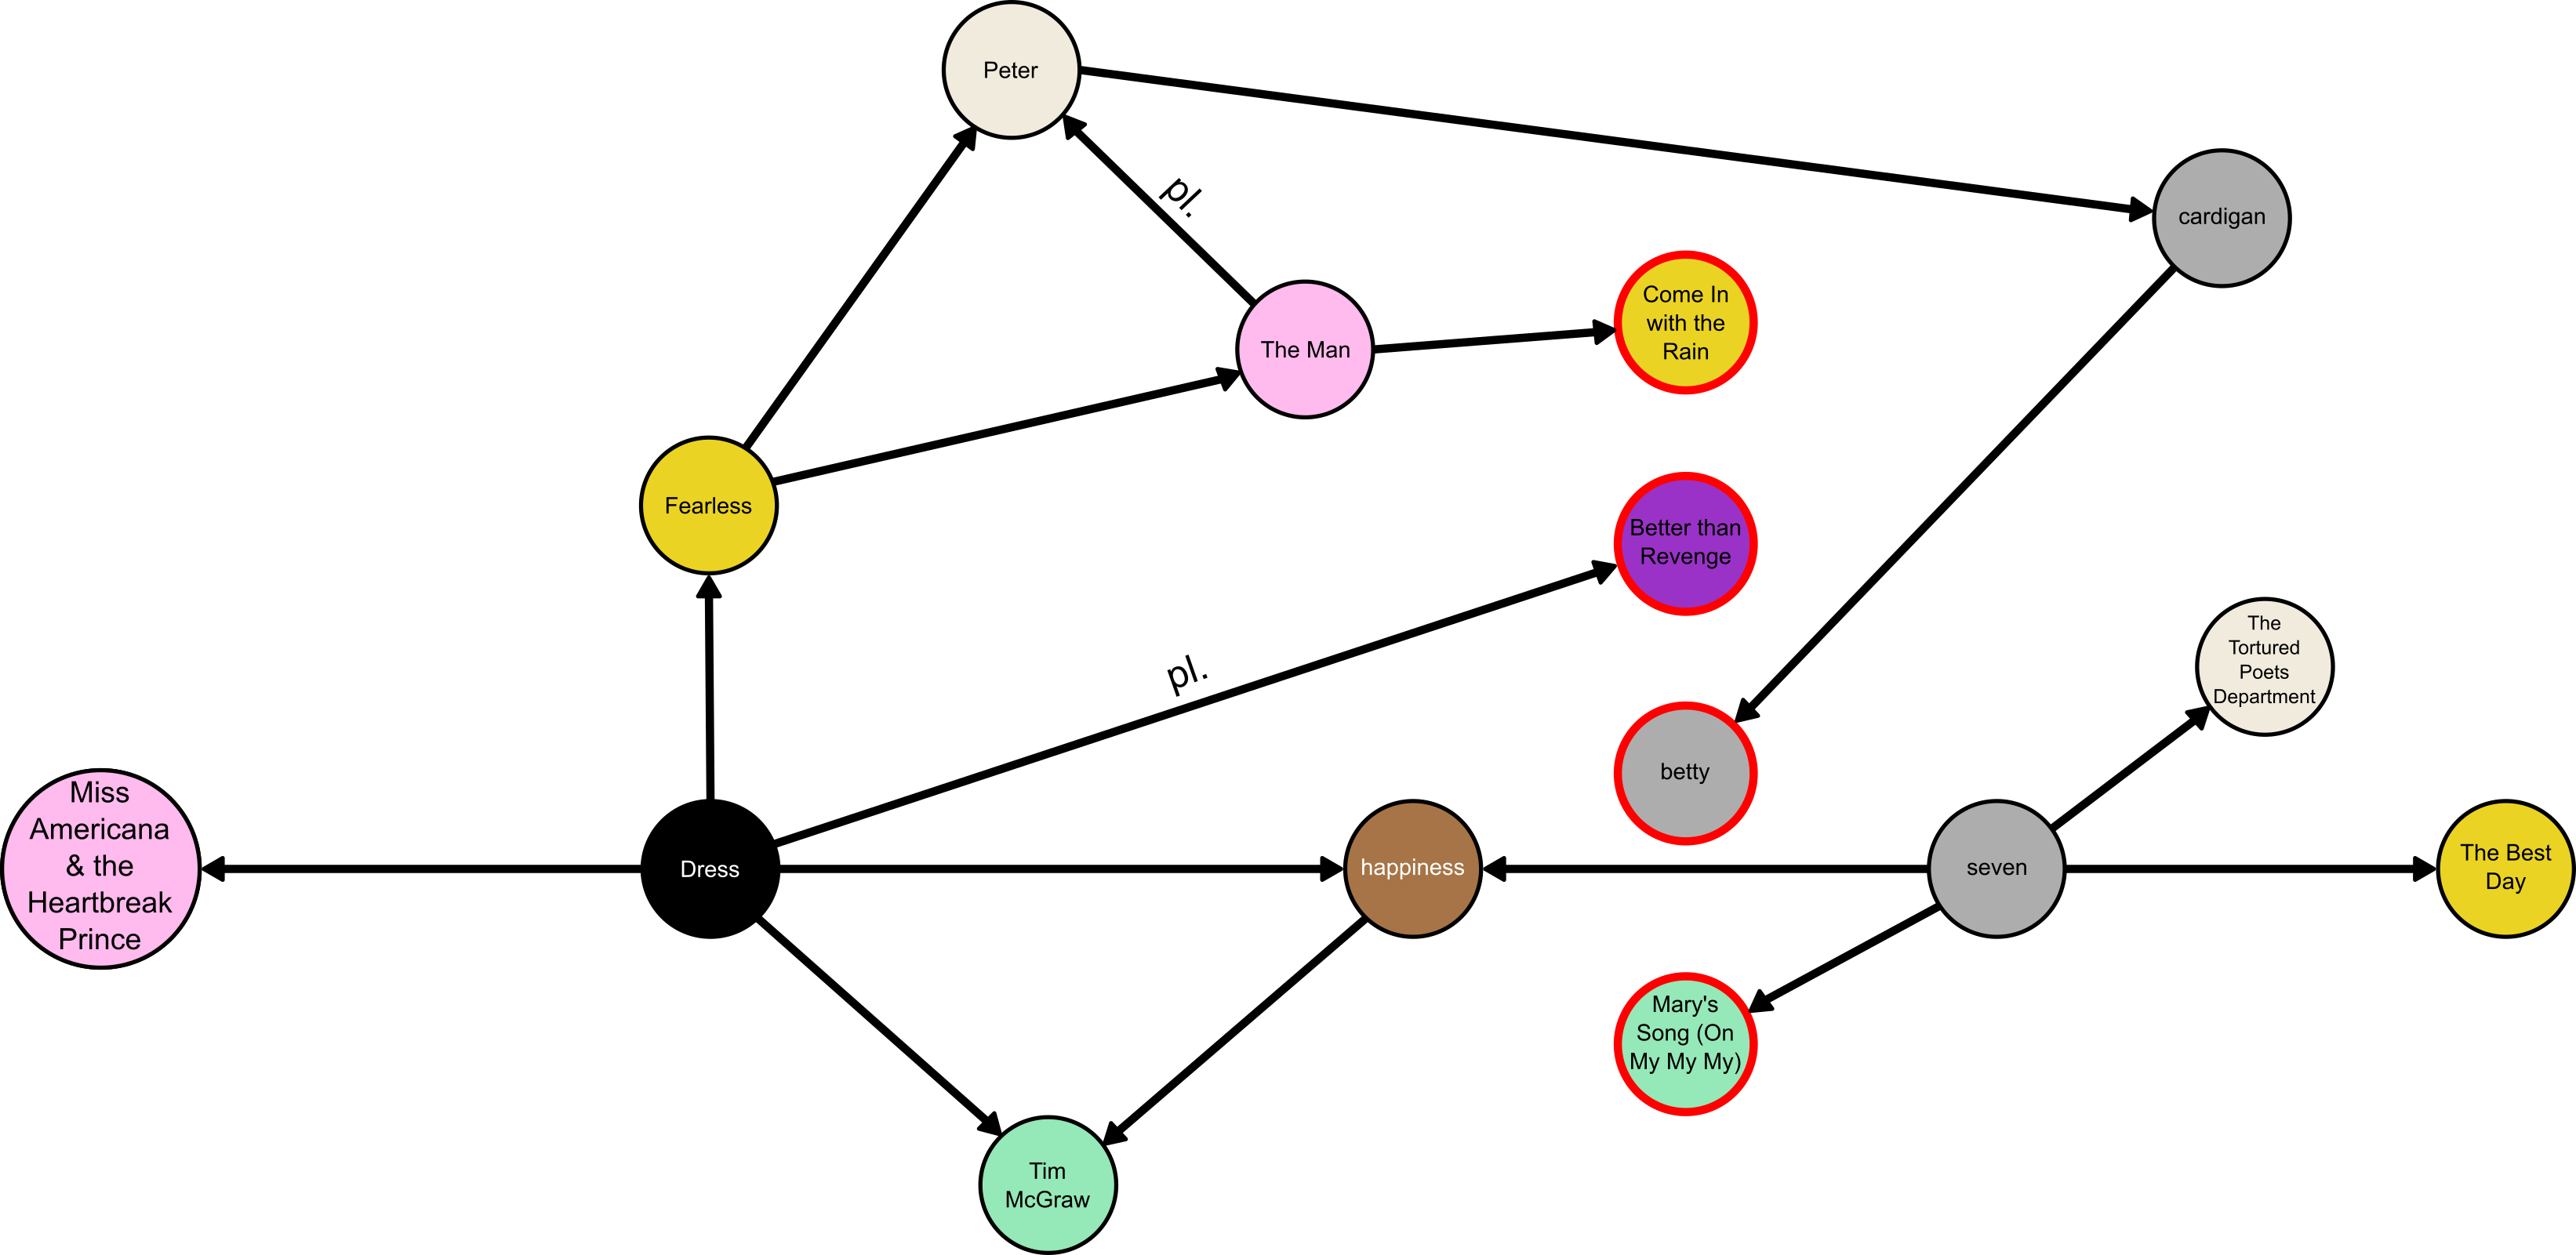 Peter
pl.
cardigan
Come In
with the
Rain
The Man
Fearless
Better than
Revenge
pl.
The
Tortured
Poets
Department
betty
Miss
Americana
& the
Heartbreak
Prince
Dress
happiness
seven
The Best
Day
Mary's
Song (On
My My My)
Tim
McGraw